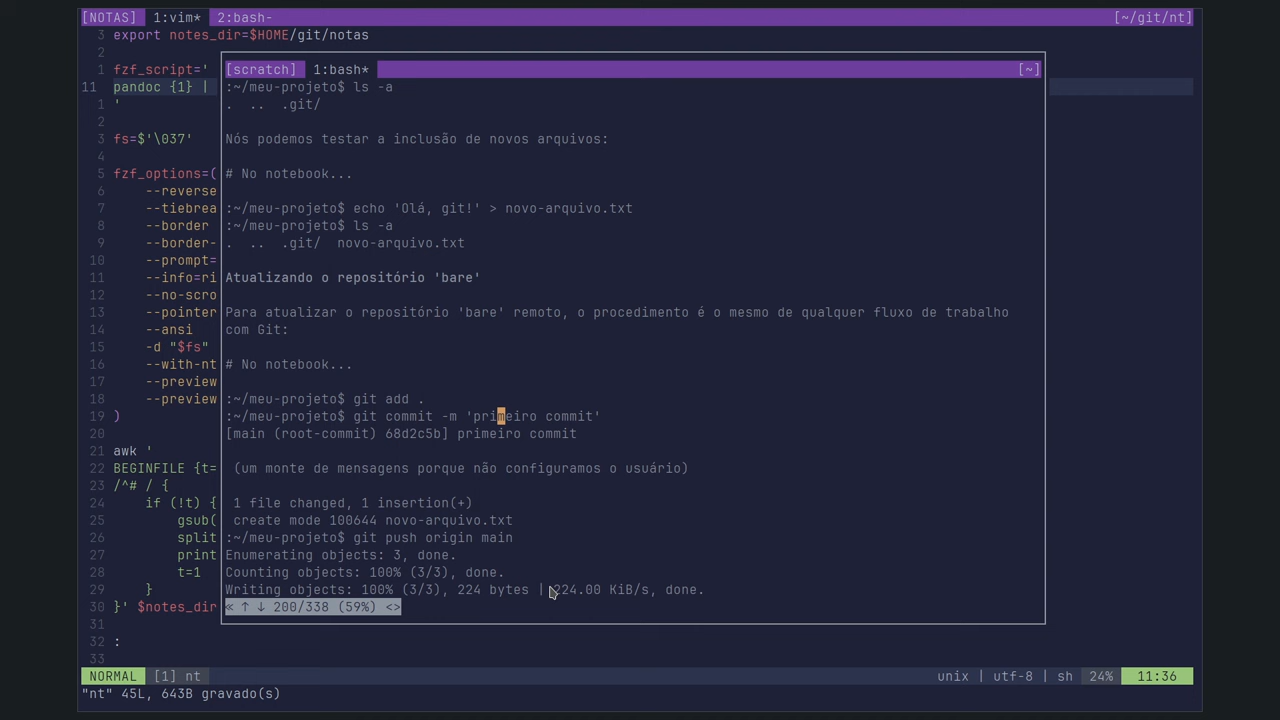 [NOTAS] 1:vim* 2:bash- [~/git/nt]
3 export notes_dir=$HOME/git/notas
2
1 fzf_script='
11 pandoc {1} |
1 '
2
3 fs=$'\037'
4
5 fzf_options=(
6 --reverse
7 --tiebrea
8 --border
9 --border-
10 --prompt=
11 --info=ri
12 --no-scro
13 --pointer
14 --ansi
15 -d "$fs"
16 --with-nt
17 --preview
18 --preview
19 )
20
21 awk '
22 BEGINFILE {t=
23 /^# / {
24 if (!t) {
25 gsub(
26 split
27 print
28 t=1
29 }
30 }' $notes_dir
31
32 :
33
[scratch] 1:bash* [~]
:~/meu-projeto$ ls -a
. .. .git/
Nós podemos testar a inclusão de novos arquivos:
# No notebook...
:~/meu-projeto$ echo 'Olá, git!' > novo-arquivo.txt
:~/meu-projeto$ ls -a
. .. .git/ novo-arquivo.txt
Atualizando o repositório 'bare'
Para atualizar o repositório 'bare' remoto, o procedimento é o mesmo de qualquer fluxo de trabalho
com Git:
# No notebook...
:~/meu-projeto$ git add .
:~/meu-projeto$ git commit -m 'primeiro commit'
[main (root-commit) 68d2c5b] primeiro commit
(um monte de mensagens porque não configuramos o usuário)
1 file changed, 1 insertion(+)
create mode 100644 novo-arquivo.txt
:~/meu-projeto$ git push origin main
Enumerating objects: 3, done.
Counting objects: 100% (3/3), done.
Writing objects: 100% (3/3), 224 bytes | 224.00 KiB/s, done.
« ↑ ↓ 200/338 (59%) <>
NORMAL [1] nt unix | utf-8 | sh 24% 11:36
"nt" 45L, 643B gravado(s)